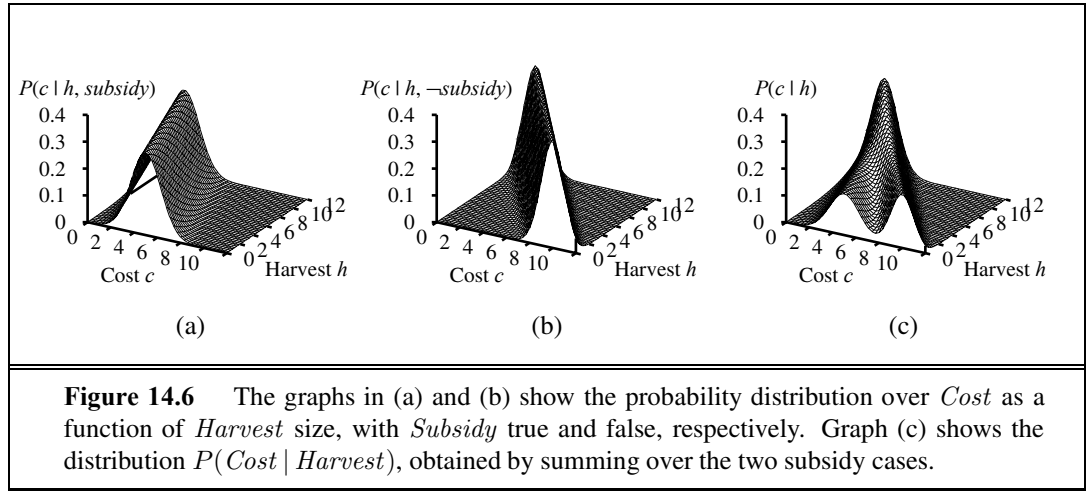 P(c | h, subsidy)
0.4
0.3
0.2
0.1
0
0 2 4 6 8 10
Cost c
0 2 4 6 8 10 12
Harvest h
(a)
P(c | h, ¬subsidy)
0.4
0.3
0.2
0.1
0
0 2 4 6 8 10
Cost c
0 2 4 6 8 10 12
Harvest h
(b)
P(c | h)
0.4
0.3
0.2
0.1
0
0 2 4 6 8 10
Cost c
0 2 4 6 8 10 12
Harvest h
(c)
Figure 14.6 The graphs in (a) and (b) show the probability distribution over Cost as a
function of Harvest size, with Subsidy true and false, respectively. Graph (c) shows the
distribution P(Cost | Harvest), obtained by summing over the two subsidy cases.